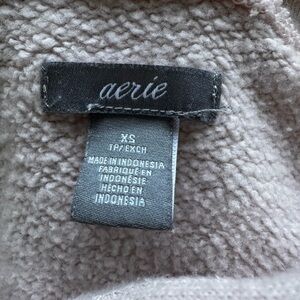 aerie
XS
TP/EXCH
MADE IN INDONESIA
FABRIQUÉ EN
INDONÉSIE
HECHO EN
INDONESIA